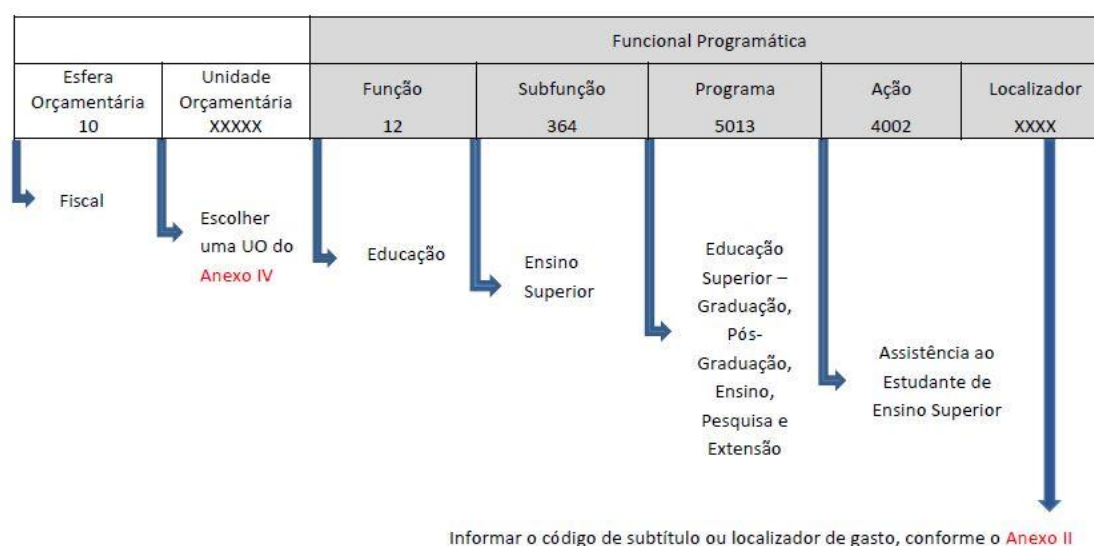 Funcional Programática
Esfera
Orçamentária
10
Unidade
Orçamentária
XXXXX
Função
12
Subfunção
364
Programa
5013
Ação
4002
Localizador
XXXX
Fiscal
Escolher
uma UO do
Anexo IV
Educação
Ensino
Superior
Educação
Superior –
Graduação,
Pós-
Graduação,
Ensino,
Pesquisa e
Extensão
Assistência ao
Estudante de
Ensino Superior
Informar o código de subtítulo ou localizador de gasto, conforme o Anexo II